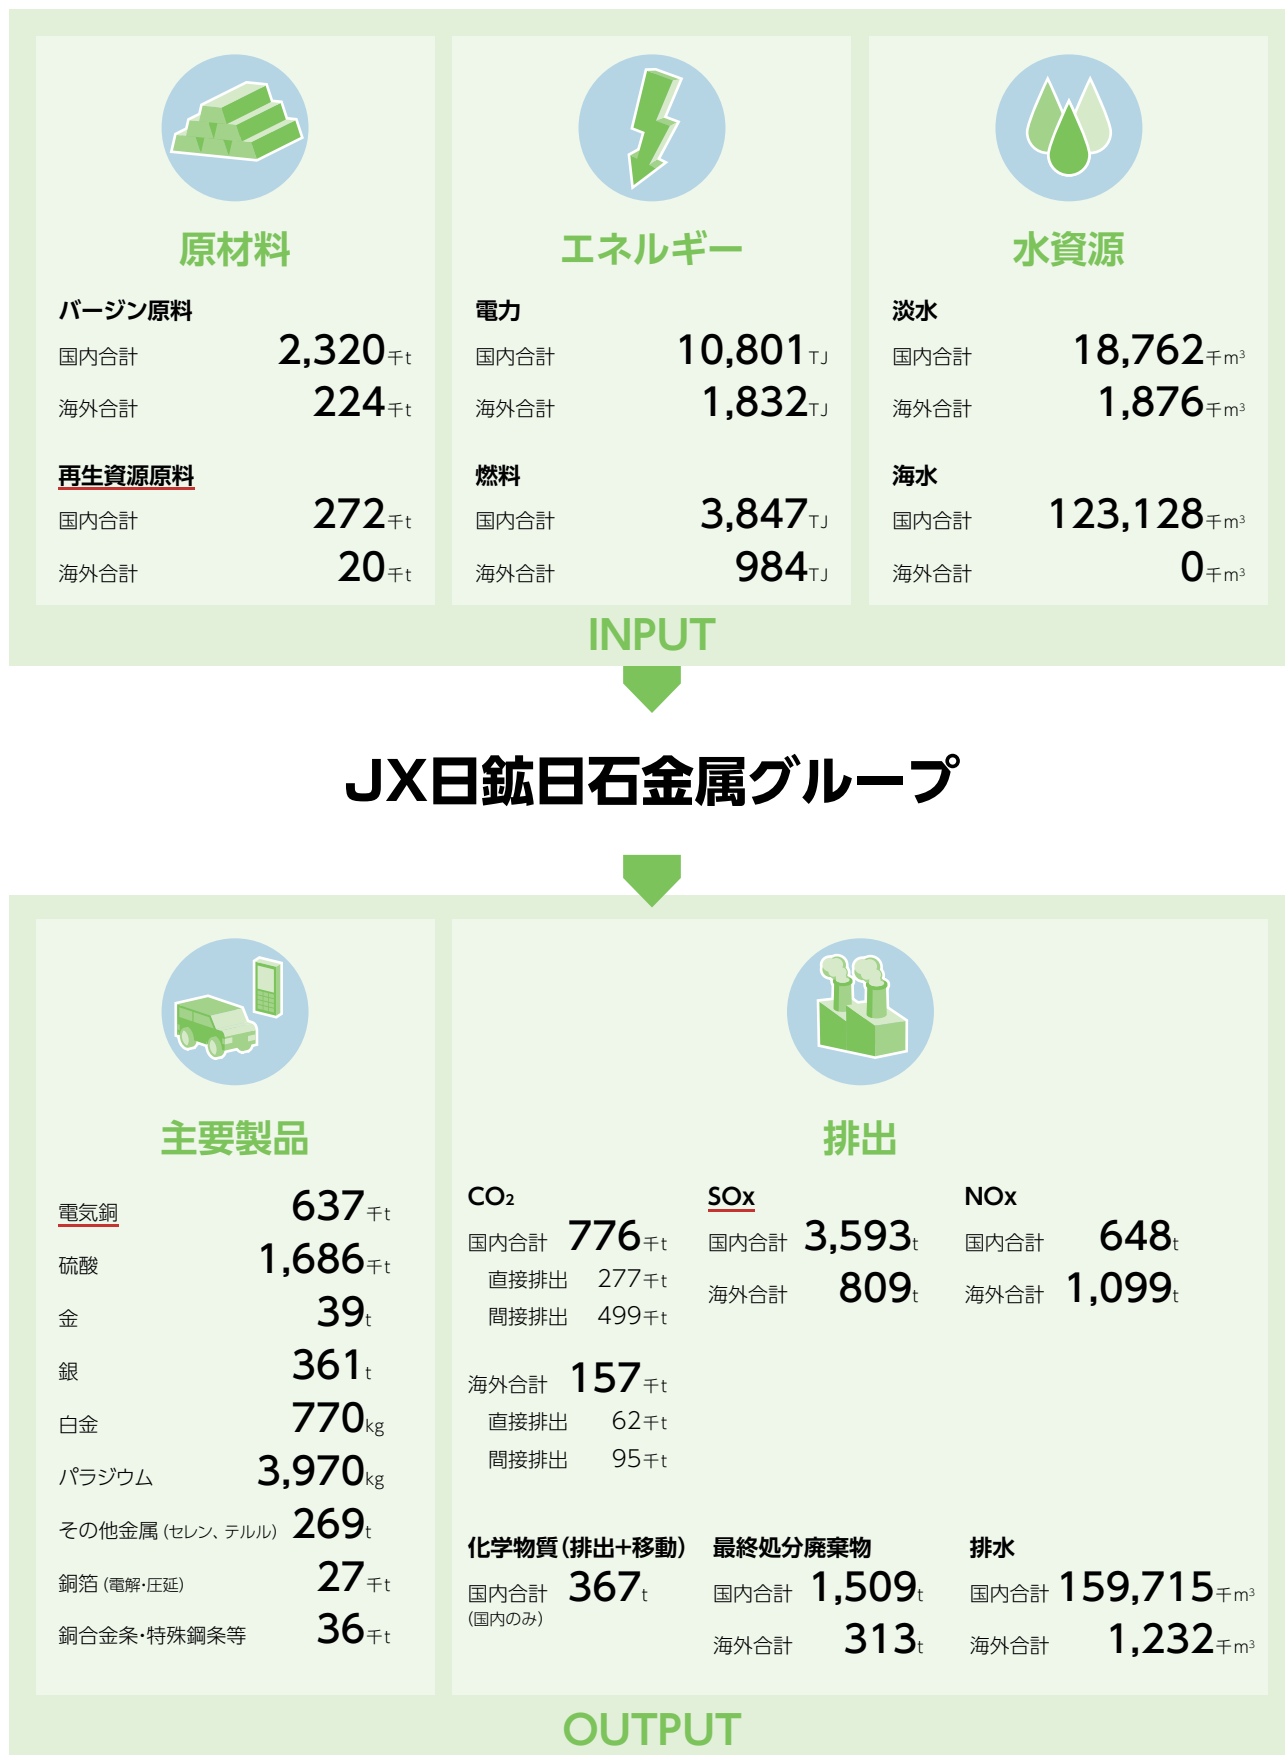 原材料
バージン原料
国内合計 2,320千t
海外合計 224千t
再生資源原料
国内合計 272千t
海外合計 20千t
エネルギー
電力
国内合計 10,801TJ
海外合計 1,832TJ
燃料
国内合計 3,847TJ
海外合計 984TJ
水資源
淡水
国内合計 18,762千m³
海外合計 1,876千m³
海水
国内合計 123,128千m³
海外合計 0千m³
INPUT
JX日鉱日石金属グループ
主要製品
電気銅 637千t
硫酸 1,686千t
金 39t
銀 361t
白金 770kg
パラジウム 3,970kg
その他金属(セレン、テルル) 269t
銅箔(電解・圧延) 27千t
銅合金条・特殊鋼条等 36千t
排出
CO₂
国内合計 776千t
直接排出 277千t
間接排出 499千t
海外合計 157千t
直接排出 62千t
間接排出 95千t
SOx
国内合計 3,593t
海外合計 809t
NOx
国内合計 648t
海外合計 1,099t
化学物質(排出+移動)
国内合計 367t
(国内のみ)
最終処分廃棄物
国内合計 1,509t
海外合計 313t
排水
国内合計 159,715千m³
海外合計 1,232千m³
OUTPUT